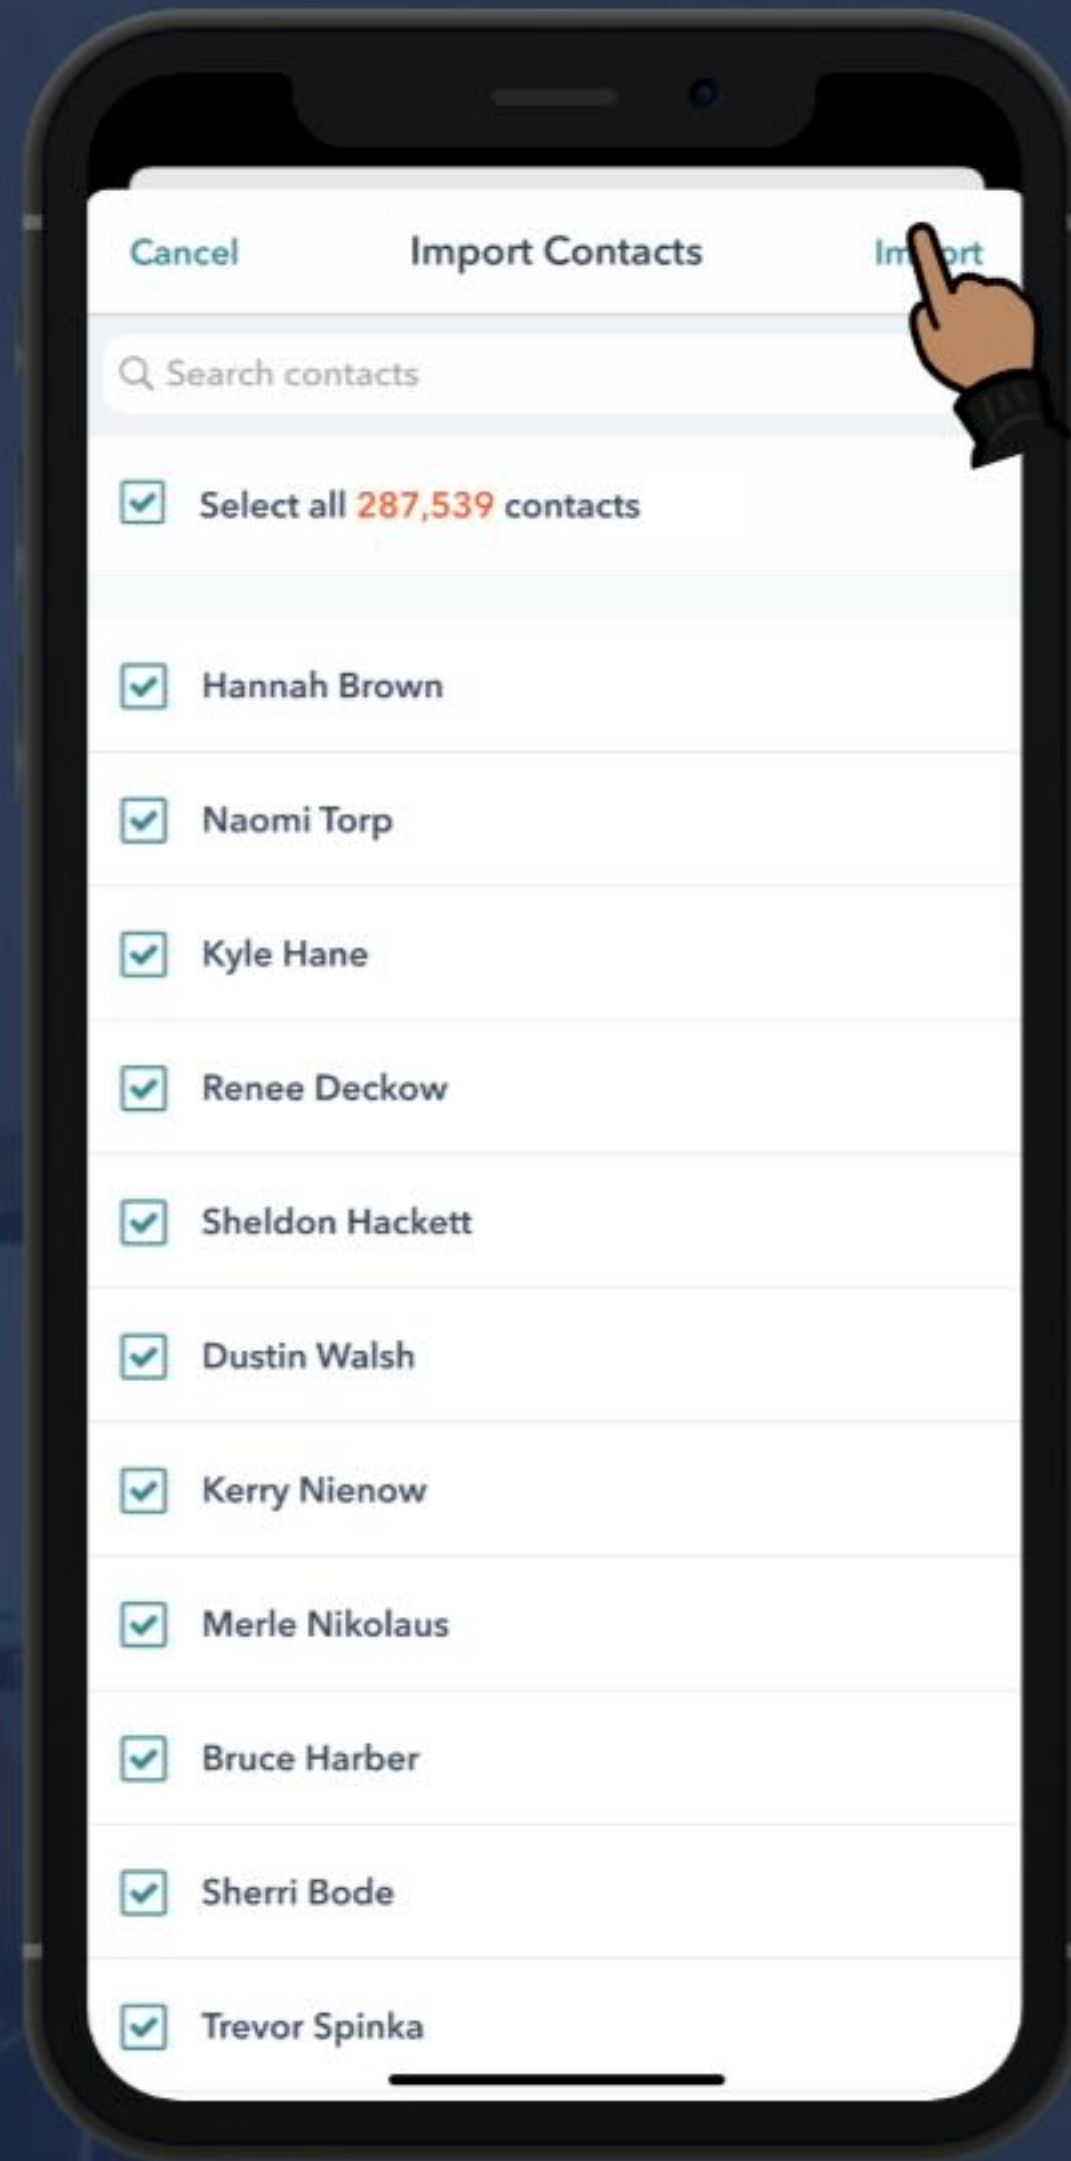 Cancel Import Contacts Import
Search contacts
Select all 287,539 contacts
Hannah Brown
Naomi Torp
Kyle Hane
Renee Deckow
Sheldon Hackett
Dustin Walsh
Kerry Nienow
Merle Nikolaus
Bruce Harber
Sherri Bode
Trevor Spinka